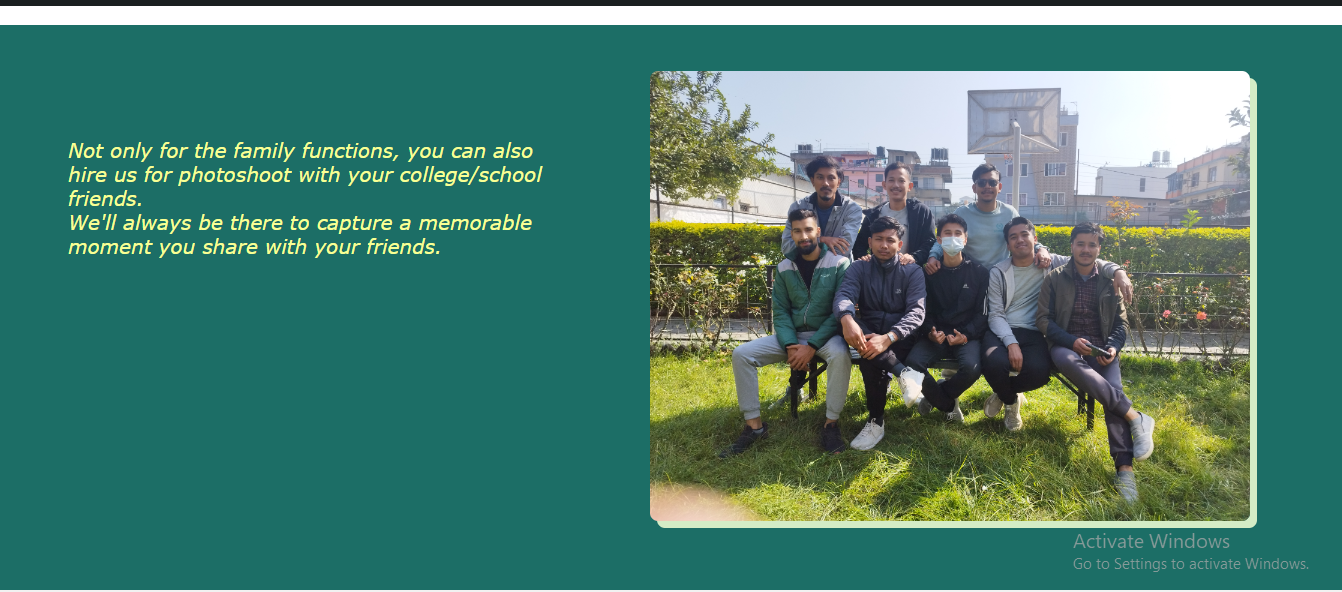 Not only for the family functions, you can also
hire us for photoshoot with your college/school
friends.
We'll always be there to capture a memorable
moment you share with your friends.
Activate Windows
Go to Settings to activate Windows.